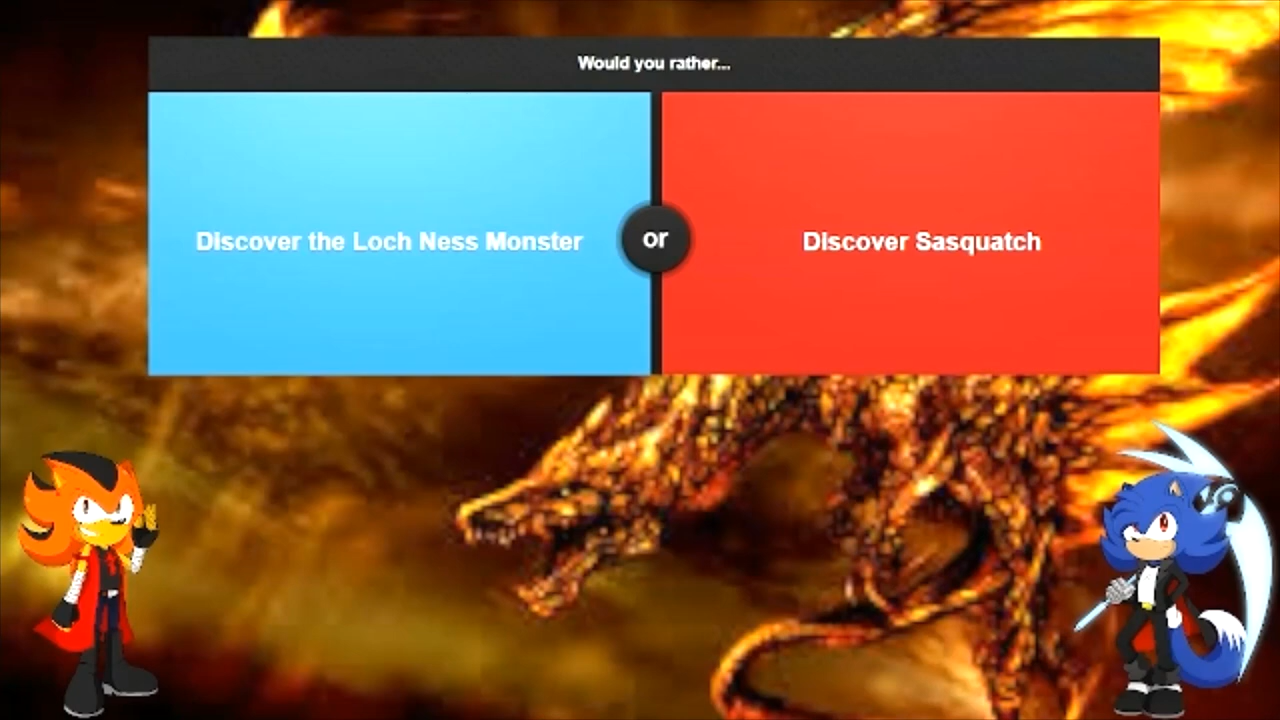 Would you rather...
Discover the Loch Ness Monster
or
Discover Sasquatch